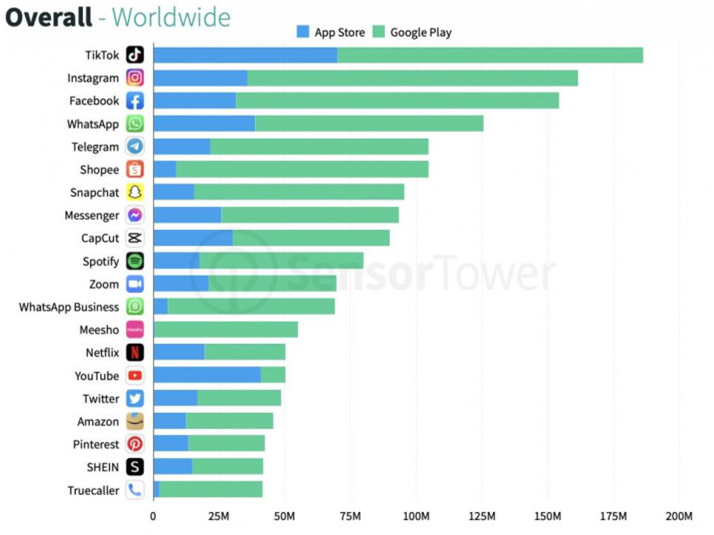 Overall - Worldwide
App Store Google Play
TikTok
Instagram
Facebook
WhatsApp
Telegram
Shopee
Snapchat
Messenger
CapCut
Spotify
Zoom
WhatsApp Business
Meesho
Netflix
YouTube
Twitter
Amazon
Pinterest
SHEIN
Truecaller
SensorTower
0 25M 50M 75M 100M 125M 150M 175M 200M